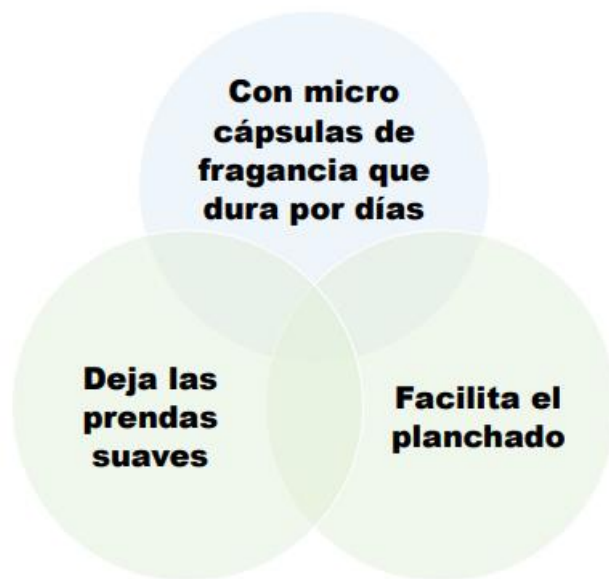 Con micro
cápsulas de
fragancia que
dura por días
Deja las
prendas
suaves
Facilita el
planchado